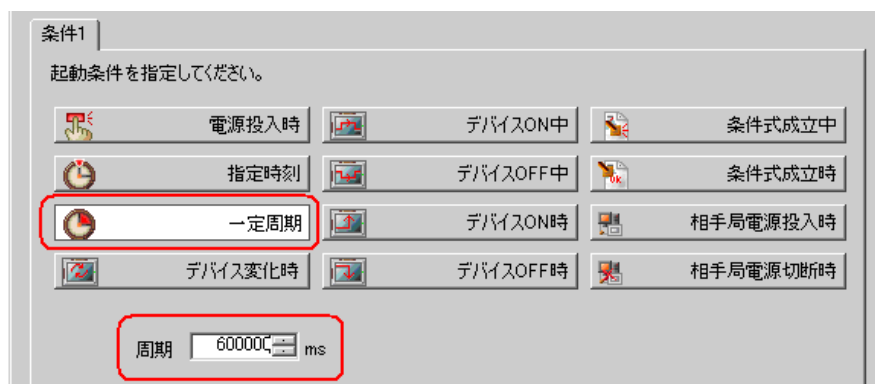 条件1
起動条件を指定してください。
電源投入時 デバイスON中 条件式成立中
指定時刻 デバイスOFF中 条件式成立時
一定周期 デバイスON時 相手局電源投入時
デバイス変化時 デバイスOFF時 相手局電源切断時
周期 600000 ms